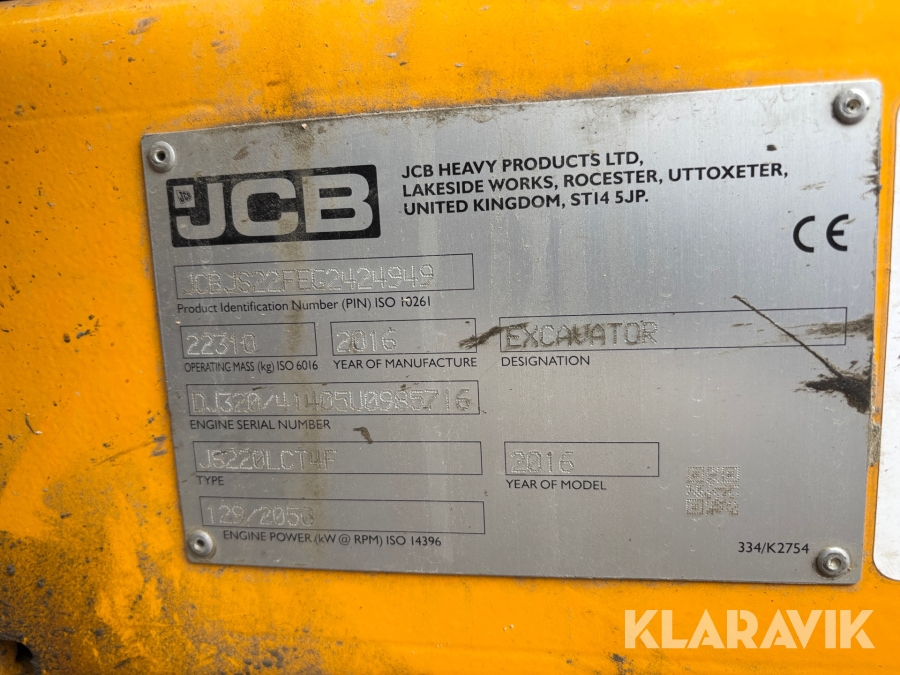 JCB
JCB HEAVY PRODUCTS LTD,
LAKESIDE WORKS, ROCESTER, UTTOXETER,
UNITED KINGDOM, ST14 5JP.
CE
JCBJS22FEG2424949
Product Identification Number (PIN) ISO 10261
22310
2016
EXCAVATOR
OPERATING MASS (kg) ISO 6016
YEAR OF MANUFACTURE
DESIGNATION
DJ320/41405U0985716
ENGINE SERIAL NUMBER
JS220LCT4F
2016
TYPE
YEAR OF MODEL
129/2050
ENGINE POWER (kW @ RPM) ISO 14396
334/K2754
KLARAVIK